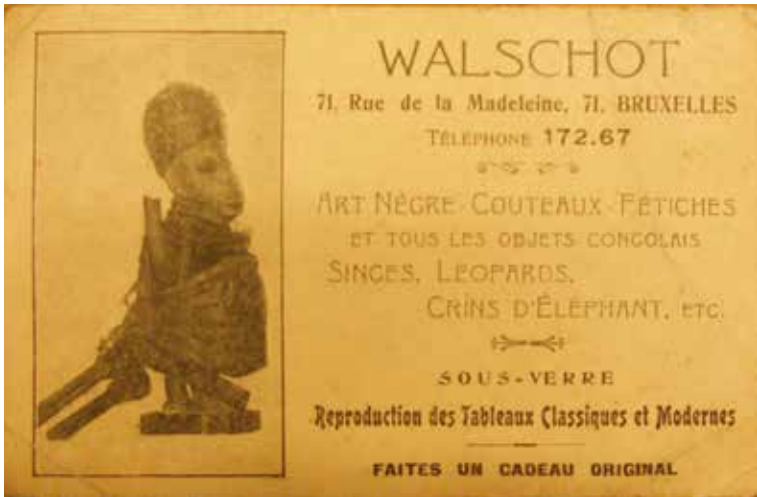 WALSCHOT
71, Rue de la Madeleine, 71, BRUXELLES
TÉLÉPHONE 172.67
ART NÈGRE COUTEAUX FÉTICHES
ET TOUS LES OBJETS CONGOLAIS
SINGES, LÉOPARDS,
CRINS D'ÉLÉPHANT, ETC.
SOUS-VERRE
Reproduction des Tableaux Classiques et Modernes
FAITES UN CADEAU ORIGINAL